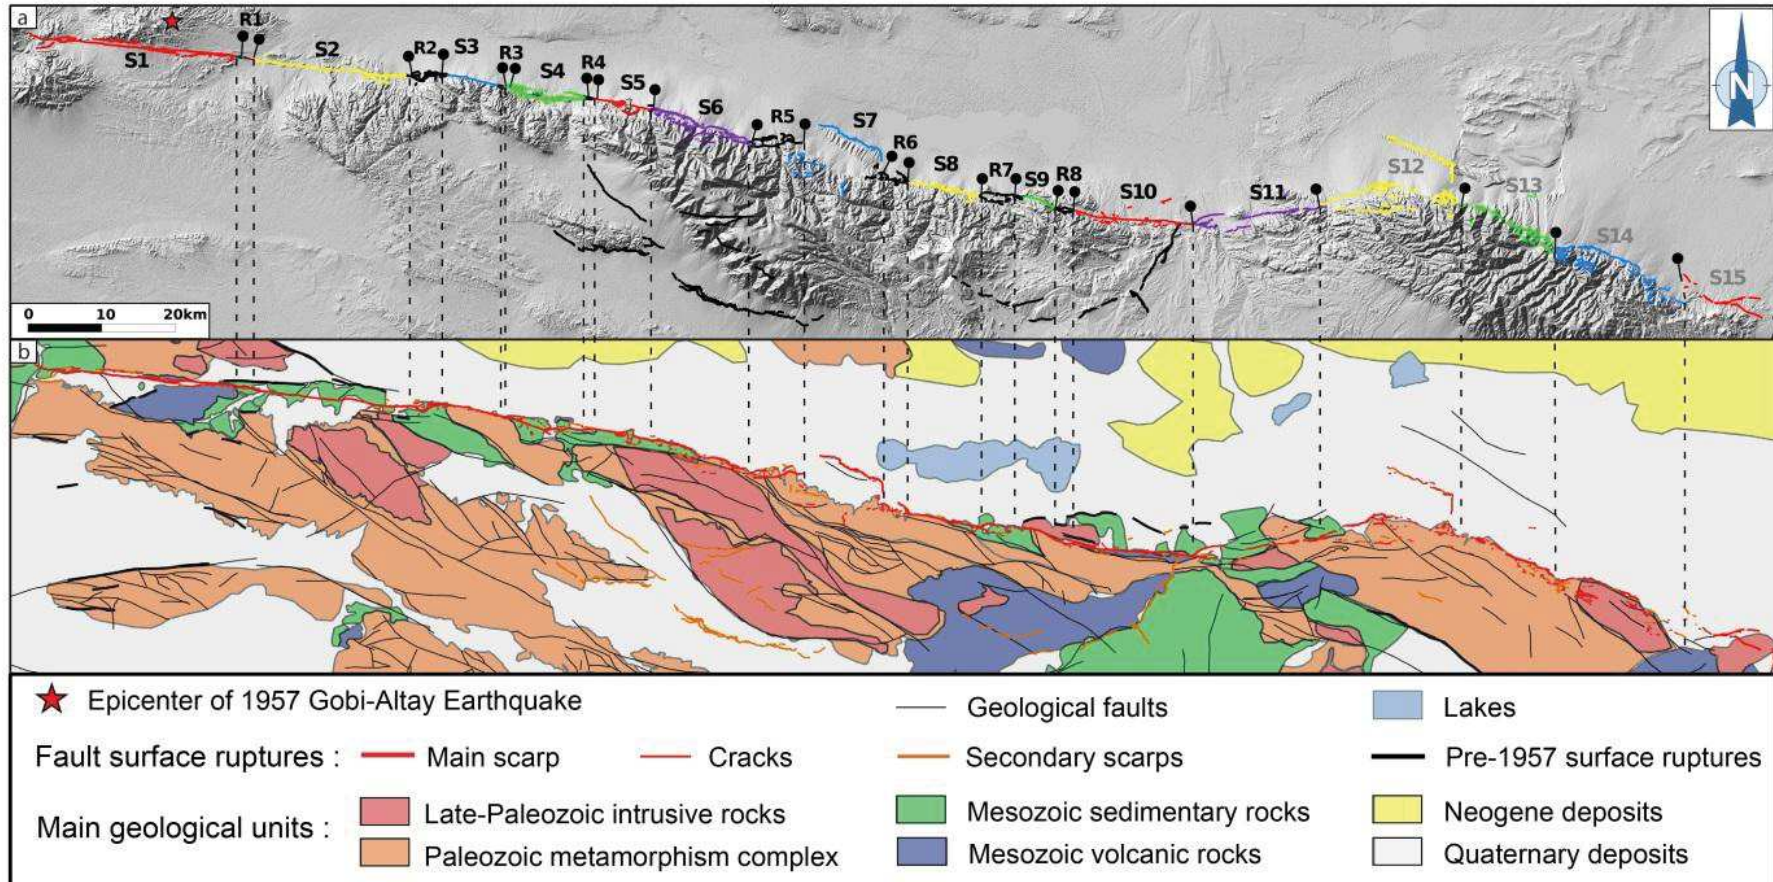 a
R1
S1
S2
R2
S3
R3
S4
R4
S5
S6
R5
S7
R6
S8
R7
S9
R8
S10
S11
S12
S13
S14
S15
N
0 10 20km
b
Epicenter of 1957 Gobi-Altay Earthquake
Geological faults
Lakes
Fault surface ruptures :
Main scarp
Cracks
Secondary scarps
Pre-1957 surface ruptures
Main geological units :
Late-Paleozoic intrusive rocks
Mesozoic sedimentary rocks
Neogene deposits
Paleozoic metamorphism complex
Mesozoic volcanic rocks
Quaternary deposits